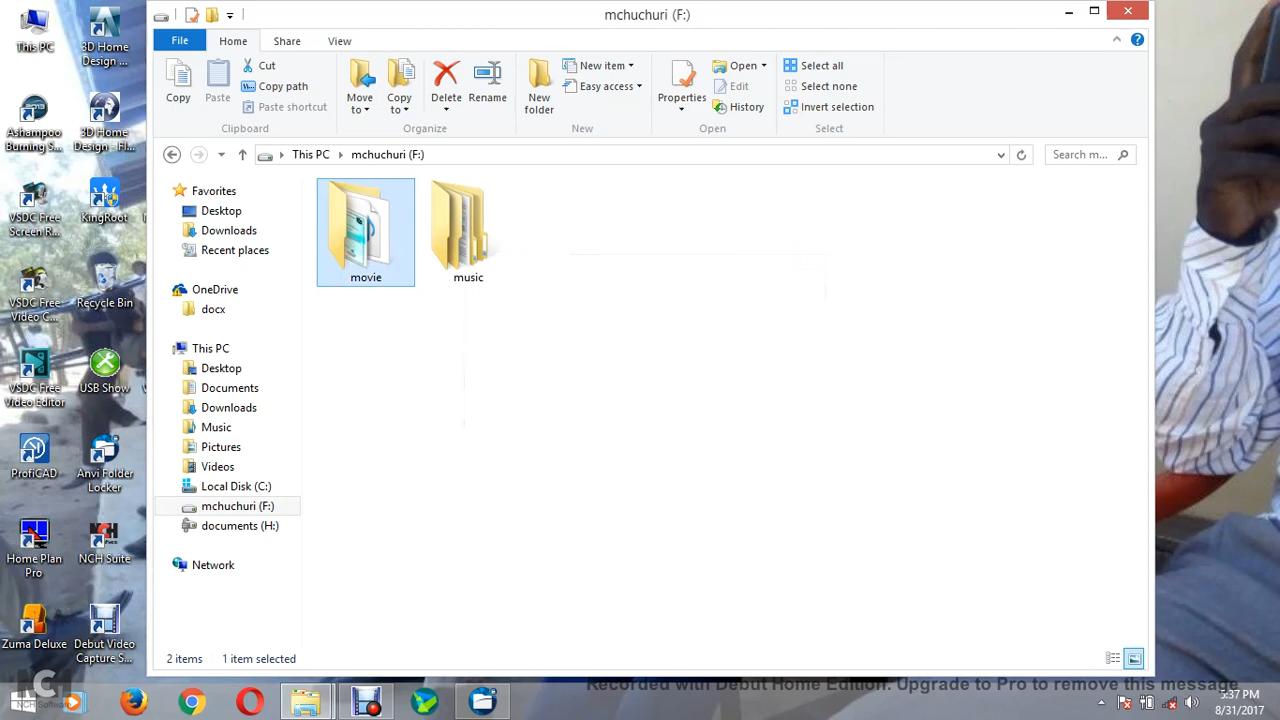 mchuchuri (F:)
File Home Share View
Copy Paste Cut Copy path Paste shortcut Move to Copy to Delete Rename New folder New item Easy access Properties Open Edit History Select all Select none Invert selection
Clipboard Organize New Open Select
This PC mchuchuri (F:) Search m...
Favorites
Desktop
Downloads
Recent places
OneDrive
docx
This PC
Desktop
Documents
Downloads
Music
Pictures
Videos
Local Disk (C:)
mchuchuri (F:)
documents (H:)
Network
movie music
2 items 1 item selected
This PC
3D Home Design ...
Ashampoo Burning S...
3D Home Design - Fl...
VSDC Free Screen R...
KingRoot
VSDC Free Video C...
Recycle Bin
VSDC Free Video Editor
USB Show
ProfiCAD
Anvi Folder Locker
Home Plan Pro
NCH Suite
Zuma Deluxe
Debut Video Capture S...
NCH Software
Recorded with Debut Home Edition. Upgrade to Pro to remove this message
5:37 PM
8/31/2017